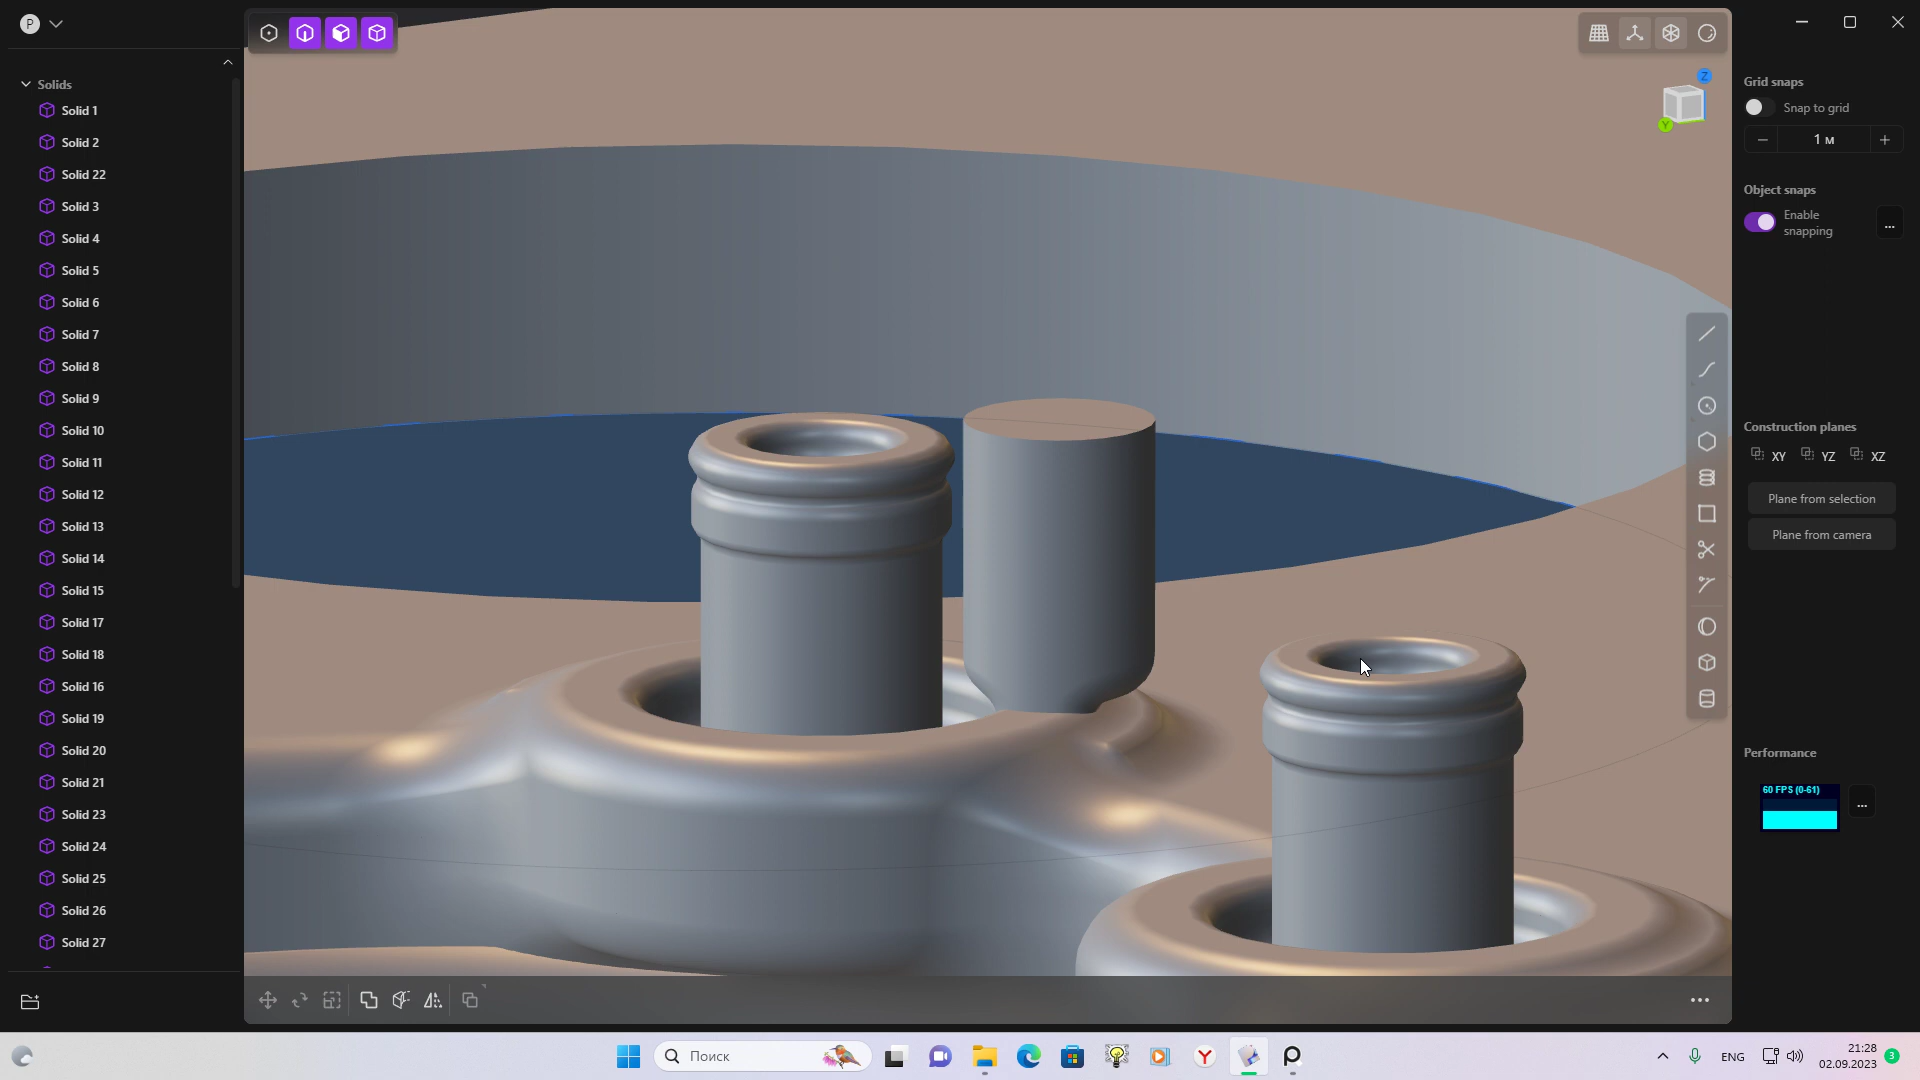 P
Solids
Solid 1
Solid 2
Solid 22
Solid 3
Solid 4
Solid 5
Solid 6
Solid 7
Solid 8
Solid 9
Solid 10
Solid 11
Solid 12
Solid 13
Solid 14
Solid 15
Solid 17
Solid 18
Solid 16
Solid 19
Solid 20
Solid 21
Solid 23
Solid 24
Solid 25
Solid 26
Solid 27
Z
Y
Grid snaps
Snap to grid
1 м
Object snaps
Enable
snapping
...
Construction planes
XY YZ XZ
Plane from selection
Plane from camera
Performance
60 FPS (0-61)
...
Поиск
ENG
21:28
02.09.2023
3